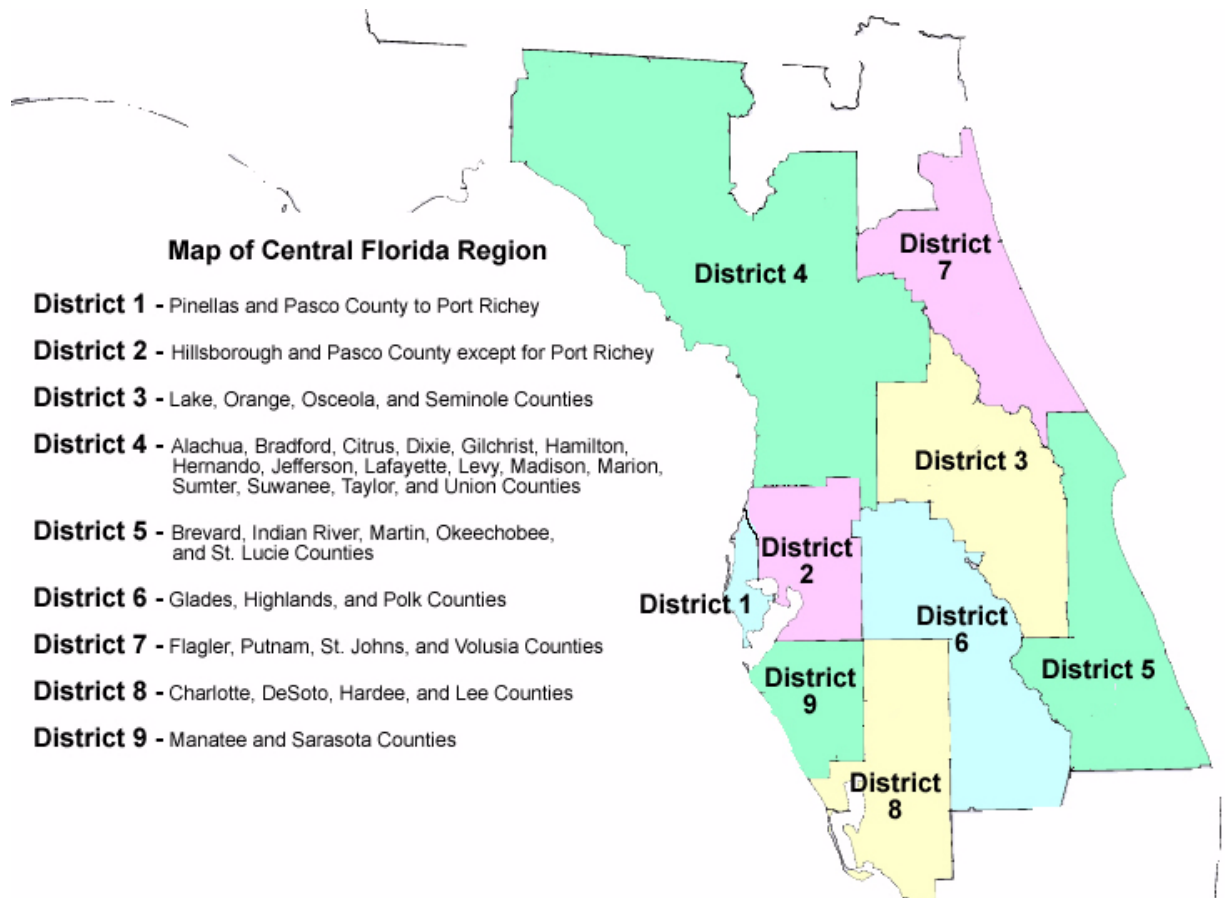 Map of Central Florida Region
District 1 - Pinellas and Pasco County to Port Richey
District 2 - Hillsborough and Pasco County except for Port Richey
District 3 - Lake, Orange, Osceola, and Seminole Counties
District 4 - Alachua, Bradford, Citrus, Dixie, Gilchrist, Hamilton,
Hernando, Jefferson, Lafayette, Levy, Madison, Marion,
Sumter, Suwanee, Taylor, and Union Counties
District 5 - Brevard, Indian River, Martin, Okeechobee,
and St. Lucie Counties
District 6 - Glades, Highlands, and Polk Counties
District 7 - Flagler, Putnam, St. Johns, and Volusia Counties
District 8 - Charlotte, DeSoto, Hardee, and Lee Counties
District 9 - Manatee and Sarasota Counties
District
7
District 4
District 3
District
2
District 1
District
6
District 5
District
9
District
8